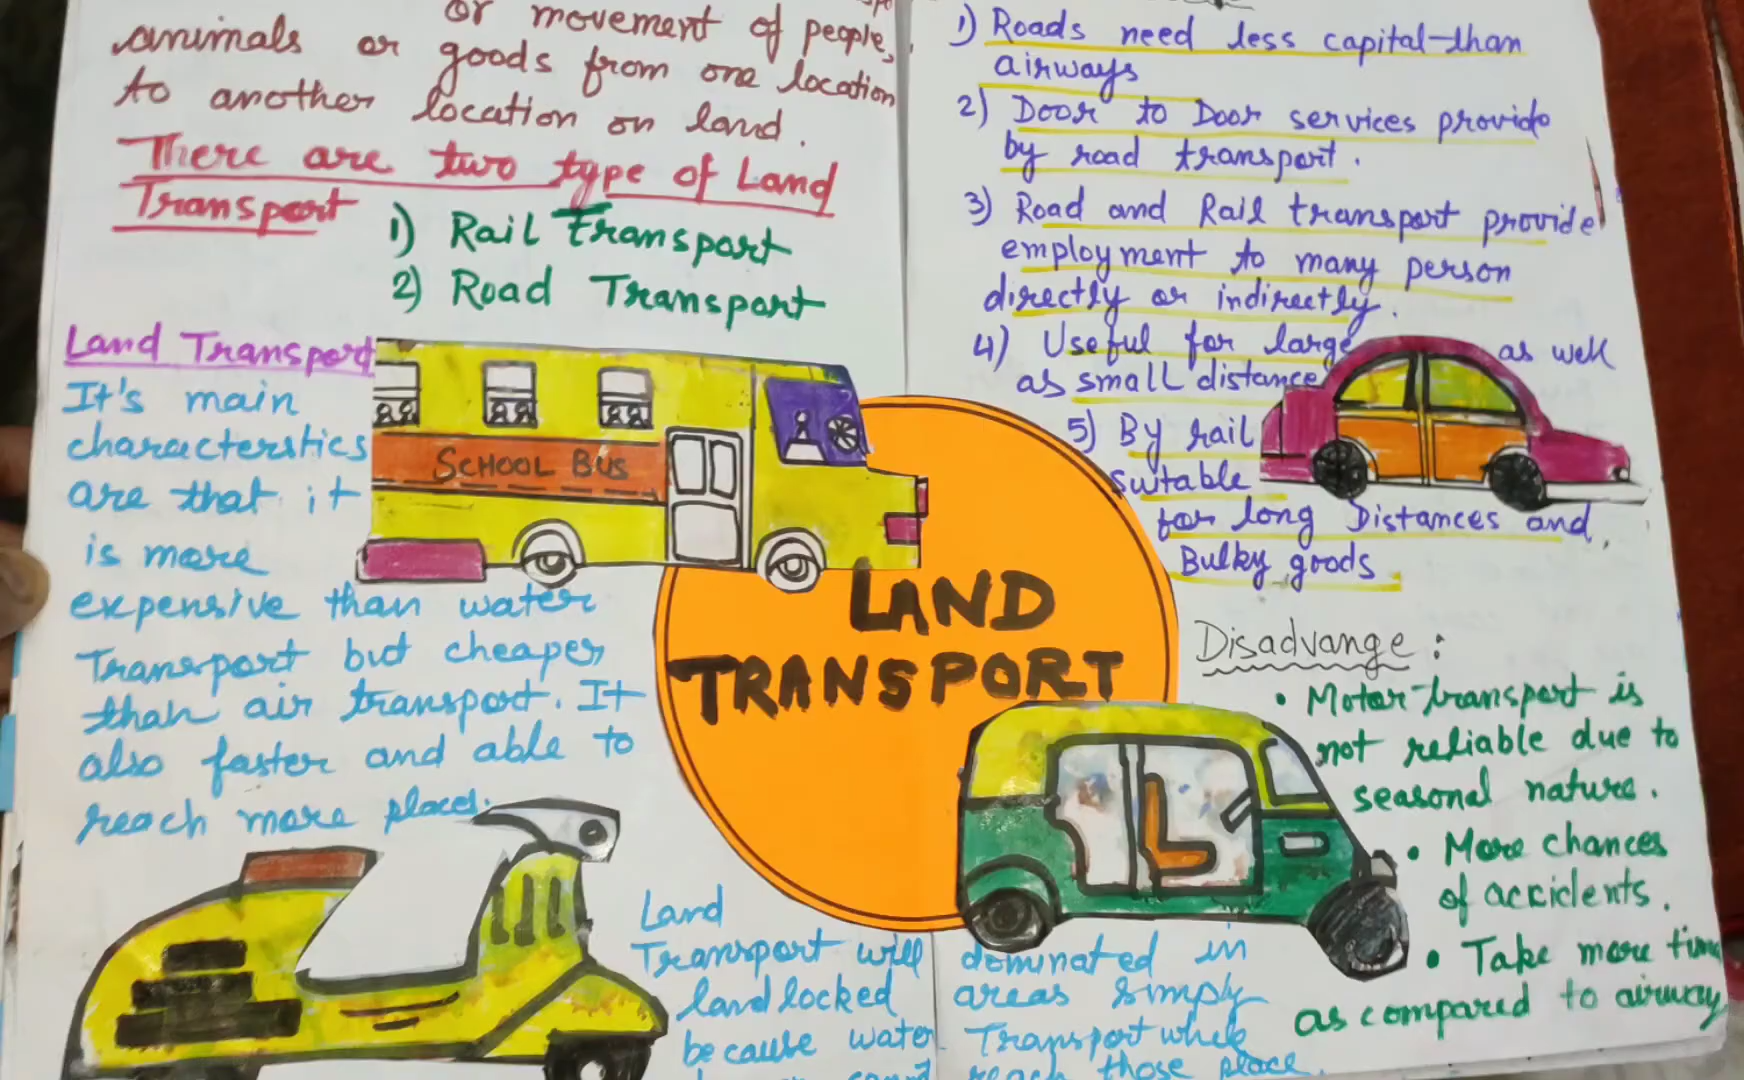 or movement of people,
animals or goods from one location
to another location on land.
There are two type of Land
Transport
1) Rail Transport
2) Road Transport
Land Transport
It's main
characterstics
are that it
is more
expensive than water
Transport but cheaper
than air transport. It
also faster and able to
reach more places.
SCHOOL BUS
LAND
TRANSPORT
Land
Transport will dominated in
landlocked areas simply
because water Transport
reach those place.
1) Roads need less capital than
airways
2) Door to Door services provide
by road transport.
3) Road and Rail transport provide
employment to many person
directly or indirectly.
4) Useful for large as well
as small distance
5) By rail
suitable
for long Distances and
Bulky goods
Disadvange:
• Motor transport is
not reliable due to
seasonal nature.
• More chances
of accidents.
• Take more time
as compared to airway